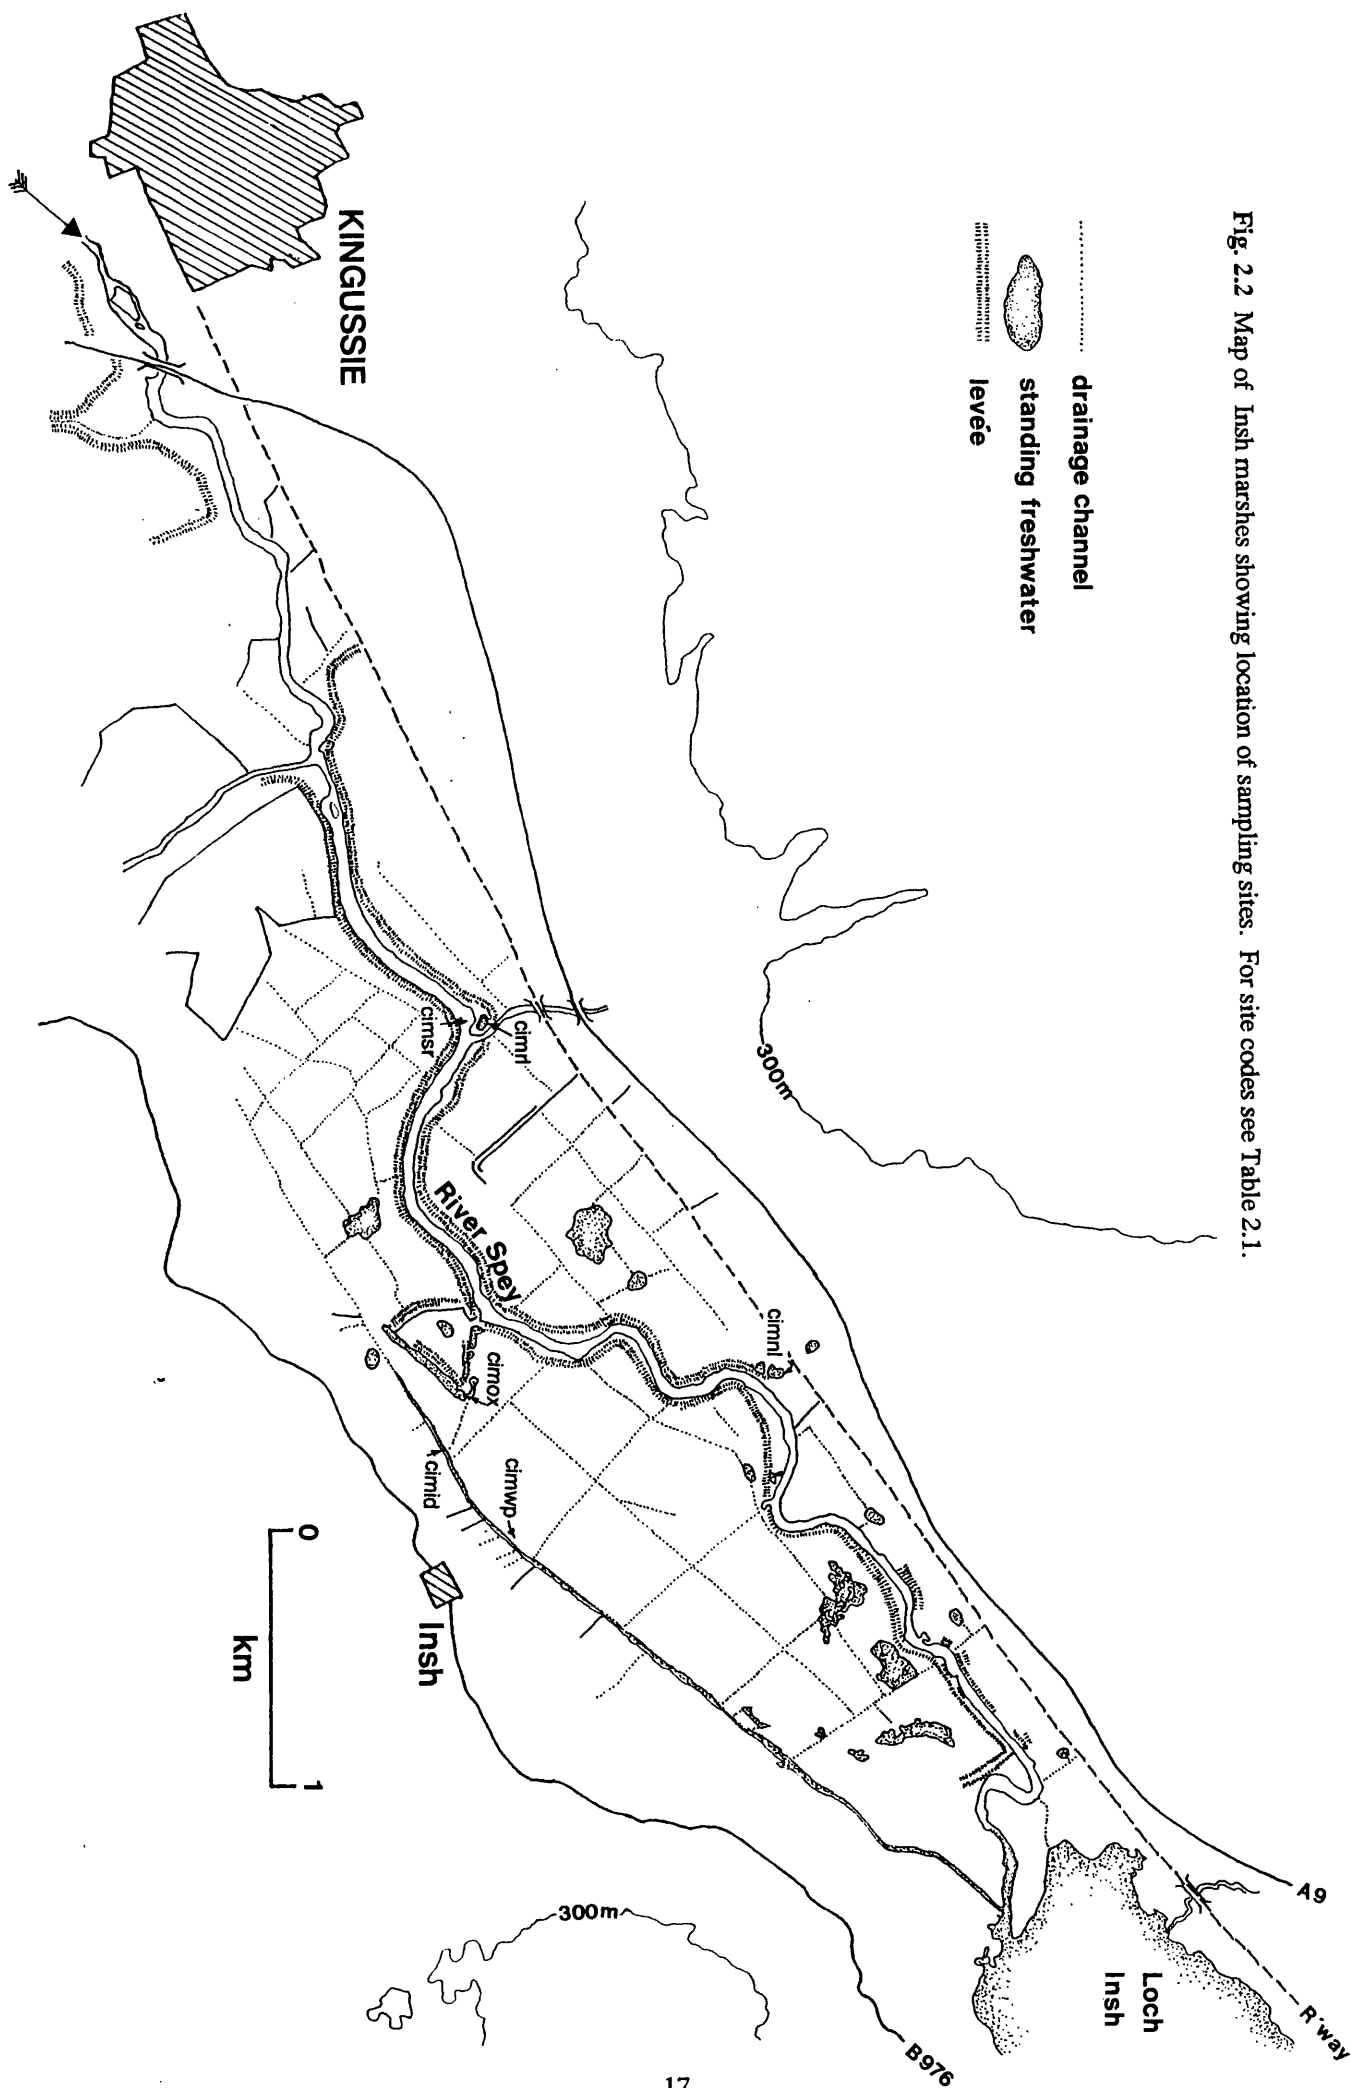 Fig. 2.2 Map of Insh marshes showing location of sampling sites. For site codes see Table 2.1.
drainage channel
standing freshwater
levée
KINGUSSIE
300m
A9
R'way
Loch
Insh
cimrl
cimsr
River Spey
cimnl
cimox
cimwp
cimid
Insh
B976
300m
0
1
km
17